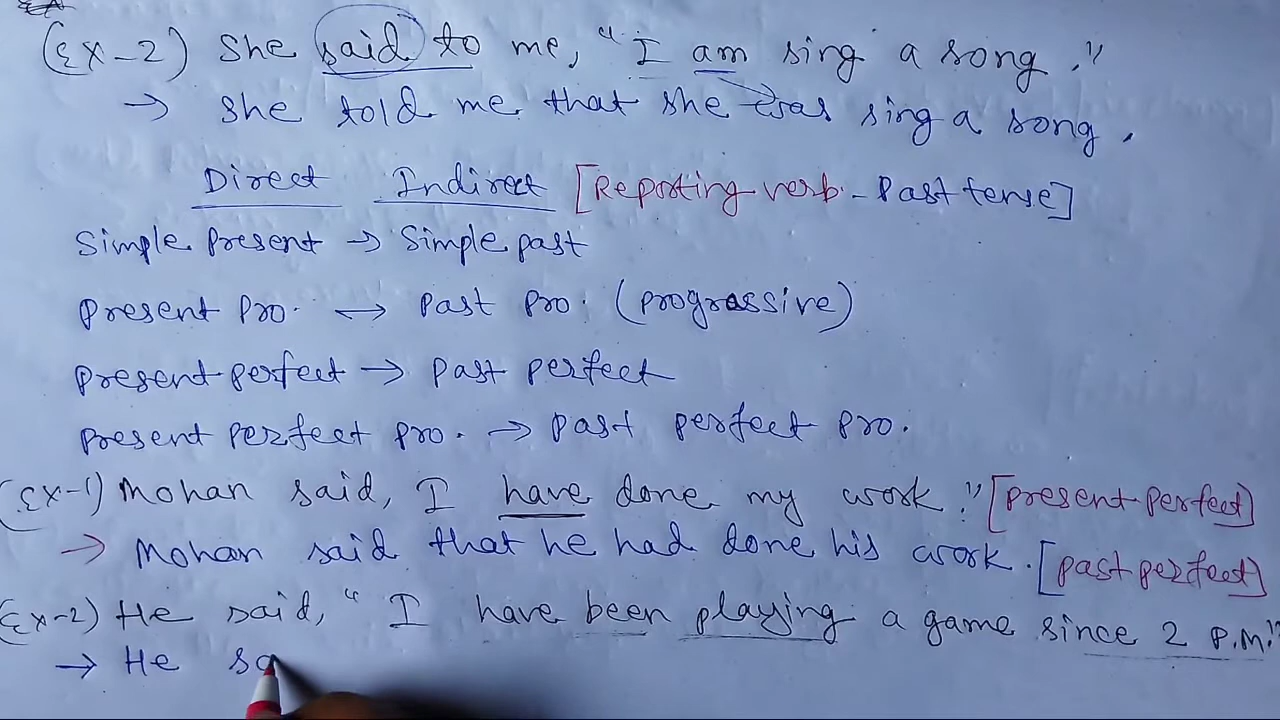 (Ex-2) She said to me, "I am sing a song."
→ She told me that she was sing a song.
Direct Indirect [Reporting verb - Past tense]
Simple Present → Simple past
Present Pro. → Past Pro. (progressive)
Present perfect → Past perfect
Present Perfect pro. → Past perfect pro.
(Ex-1) Mohan said, I have done my work." [present perfect]
→ Mohan said that he had done his work. [past perfect]
(Ex-2) He said, "I have been playing a game since 2 P.M."
→ He sa